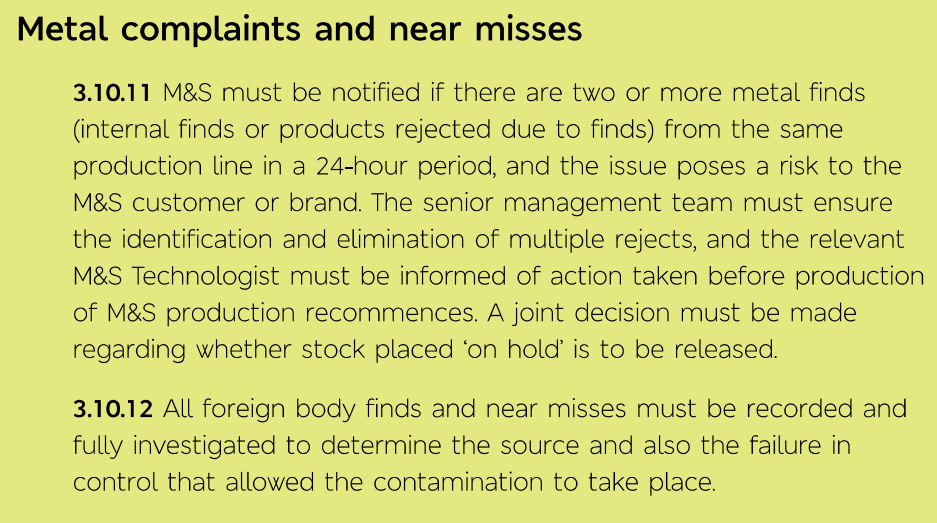 Metal complaints and near misses
3.10.11 M&S must be notified if there are two or more metal finds
(internal finds or products rejected due to finds) from the same
production line in a 24-hour period, and the issue poses a risk to the
M&S customer or brand. The senior management team must ensure
the identification and elimination of multiple rejects, and the relevant
M&S Technologist must be informed of action taken before production
of M&S production recommences. A joint decision must be made
regarding whether stock placed ‘on hold’ is to be released.
3.10.12 All foreign body finds and near misses must be recorded and
fully investigated to determine the source and also the failure in
control that allowed the contamination to take place.